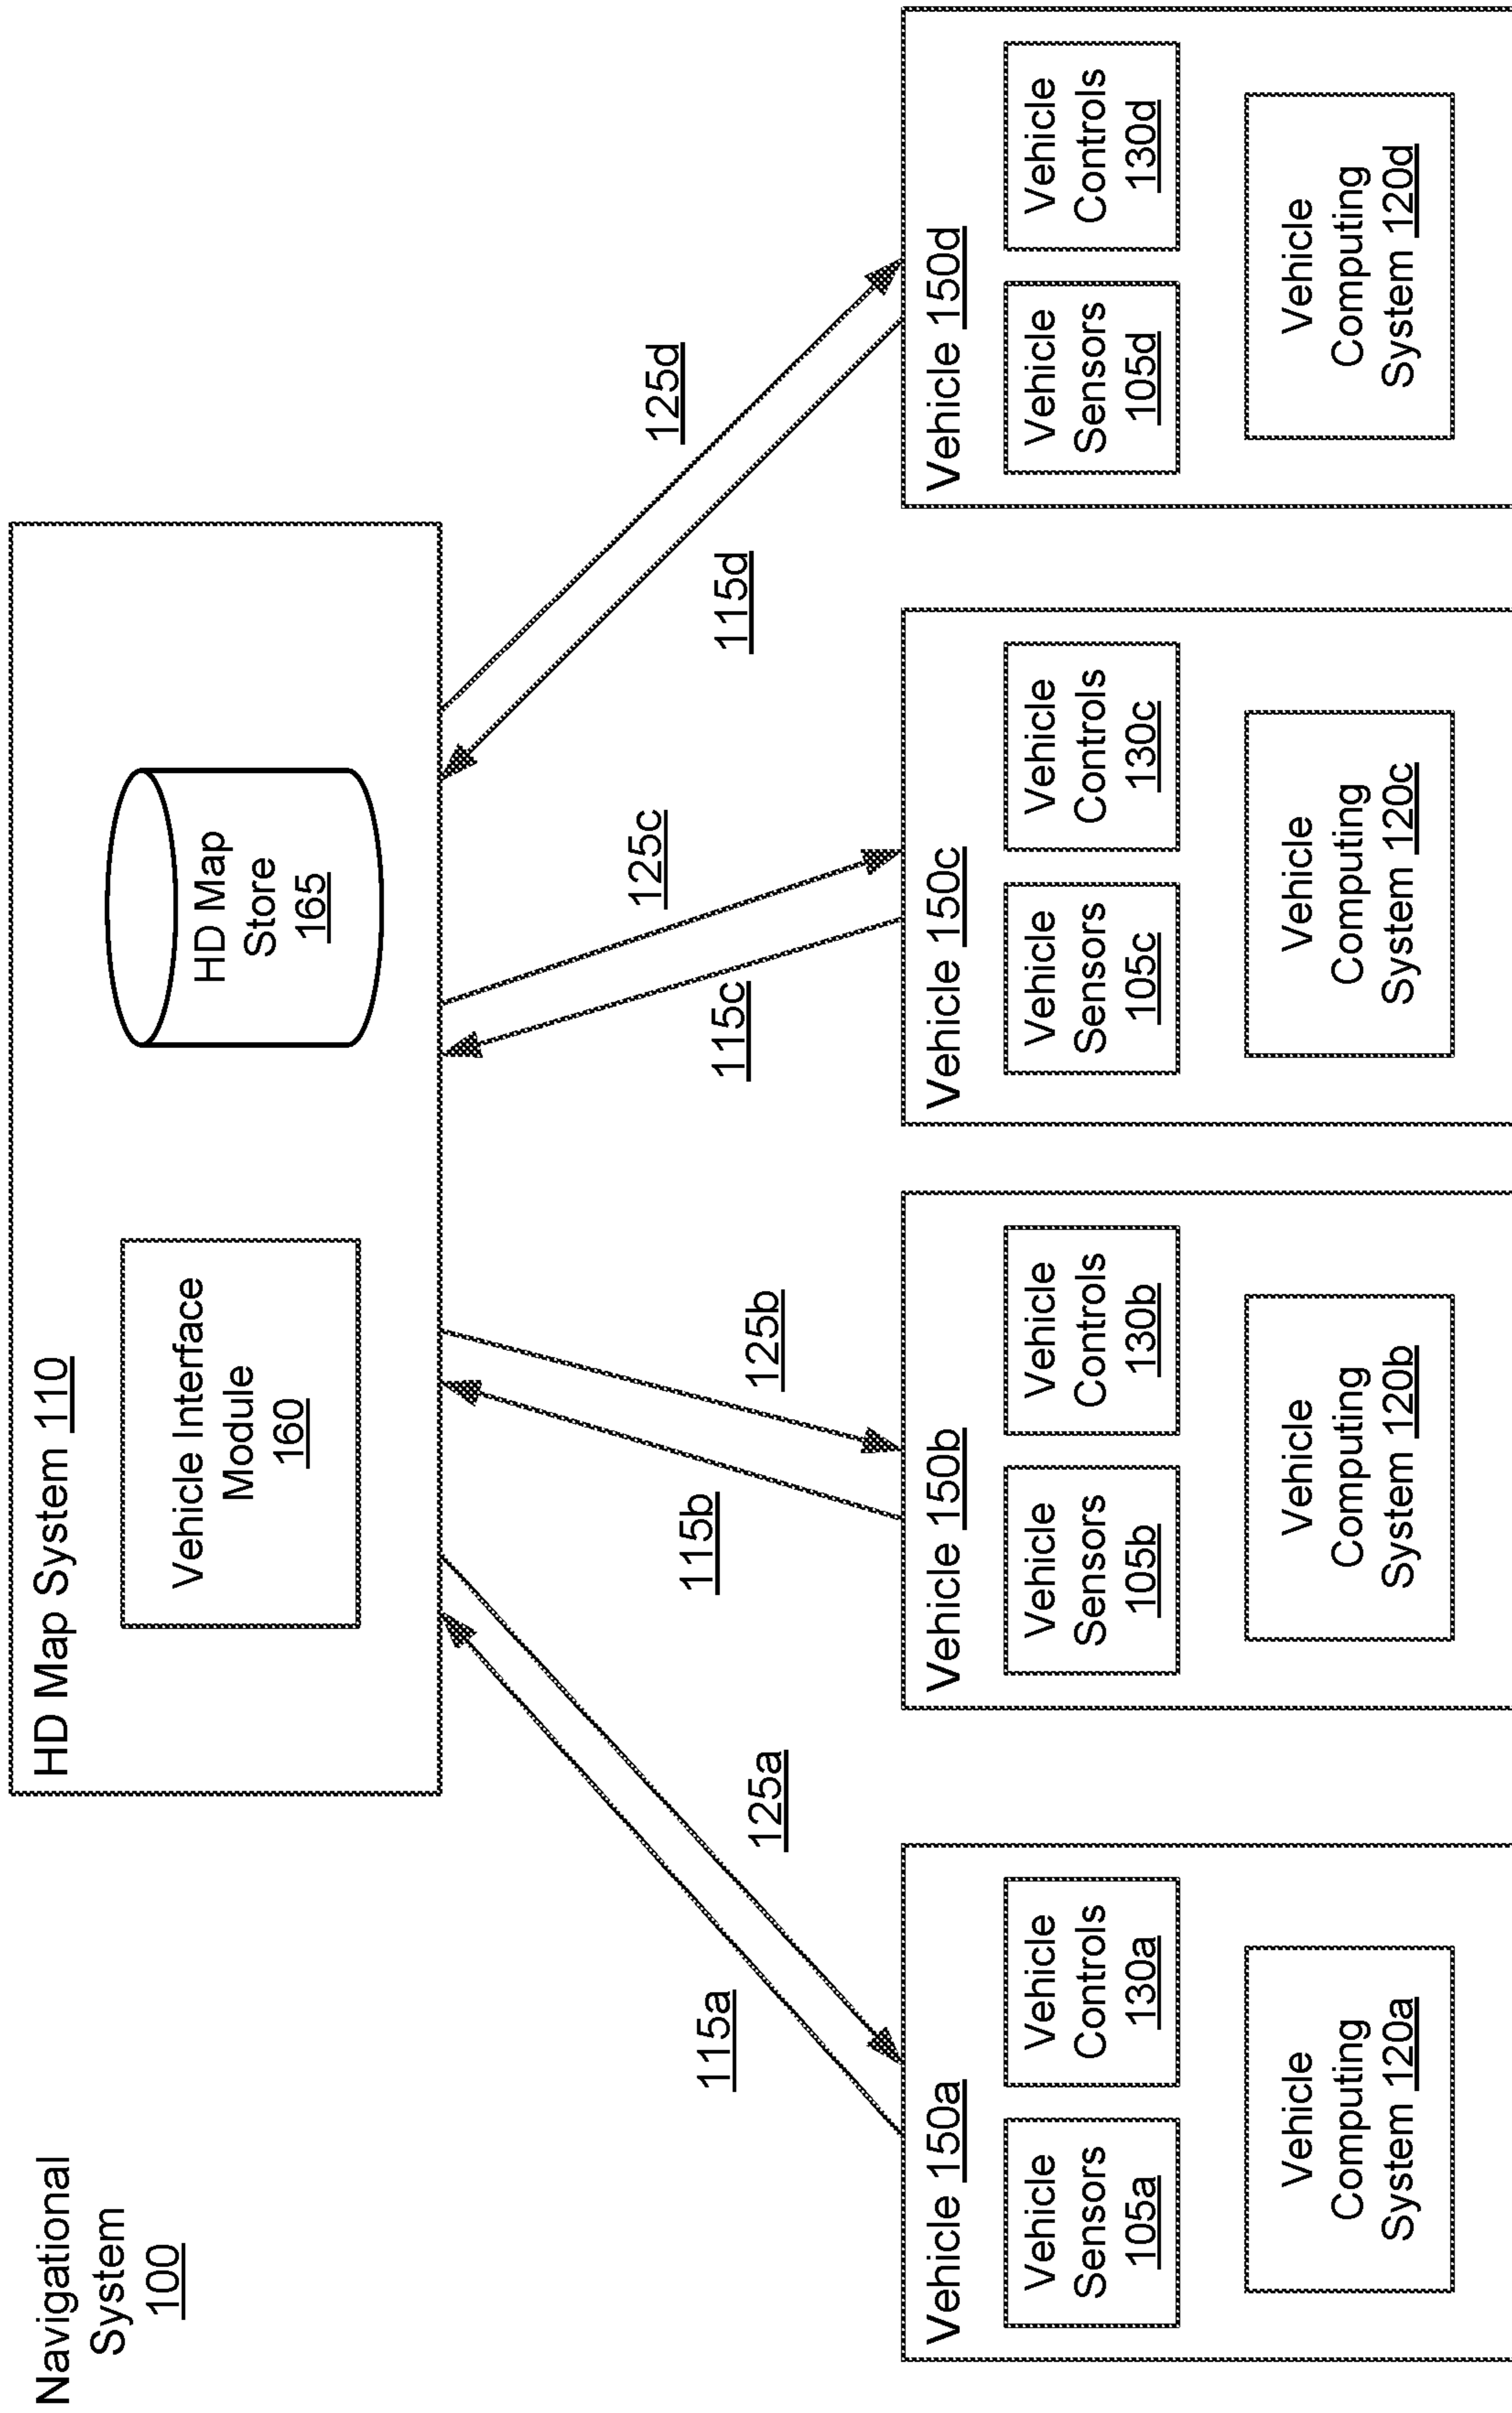 Navigational
System
100
HD Map System 110
Vehicle Interface
Module
160
HD Map
Store
165
115a
125a
115b
125b
115c
125c
115d
125d
Vehicle 150a
Vehicle
Sensors
105a
Vehicle
Controls
130a
Vehicle
Computing
System 120a
Vehicle 150b
Vehicle
Sensors
105b
Vehicle
Controls
130b
Vehicle
Computing
System 120b
Vehicle 150c
Vehicle
Sensors
105c
Vehicle
Controls
130c
Vehicle
Computing
System 120c
Vehicle 150d
Vehicle
Sensors
105d
Vehicle
Controls
130d
Vehicle
Computing
System 120d